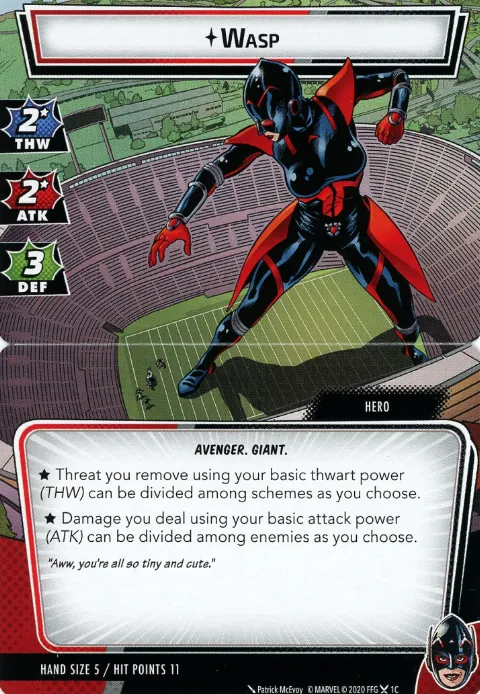 Wasp
2★
THW
2★
ATK
3
DEF
HERO
AVENGER. GIANT.
★ Threat you remove using your basic thwart power
(THW) can be divided among schemes as you choose.
★ Damage you deal using your basic attack power
(ATK) can be divided among enemies as you choose.
"Aww, you're all so tiny and cute."
HAND SIZE 5 / HIT POINTS 11
Patrick McEvoy © MARVEL © 2020 FFG 1C